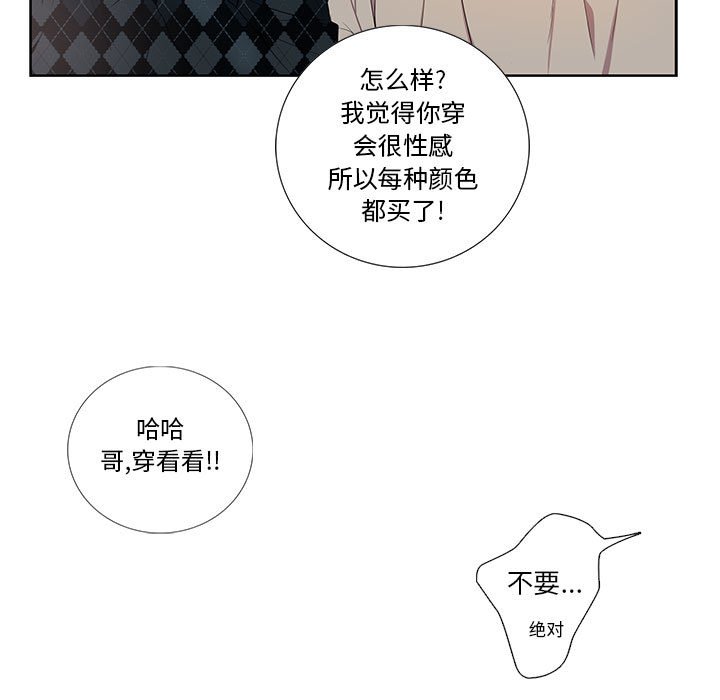 怎么样?
我觉得你穿
会很性感
所以每种颜色
都买了!
哈哈
哥,穿看看!!
不要...
绝对